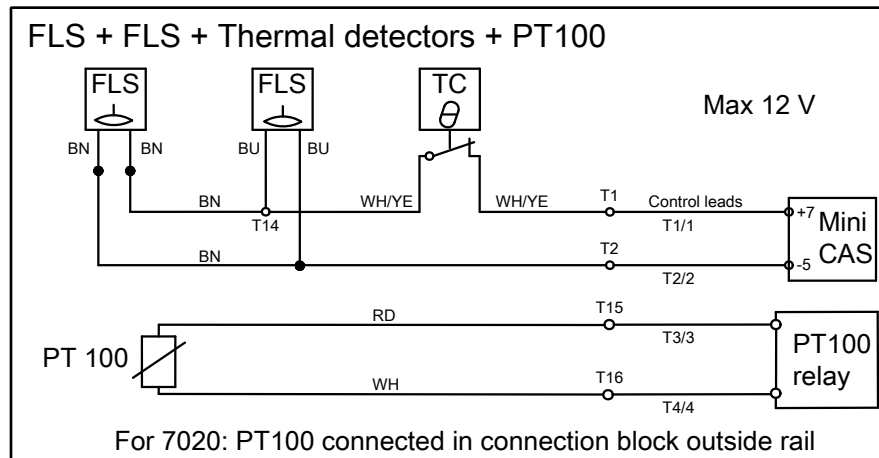 FLS + FLS + Thermal detectors + PT100
FLS FLS TC
Max 12 V
BN BN BU BU
BN WH/YE WH/YE T1 Control leads +7 Mini
T14 T1/1
BN T2 -5 CAS
T2/2
RD T15
T3/3 PT100
PT 100
WH T16 relay
T4/4
For 7020: PT100 connected in connection block outside rail